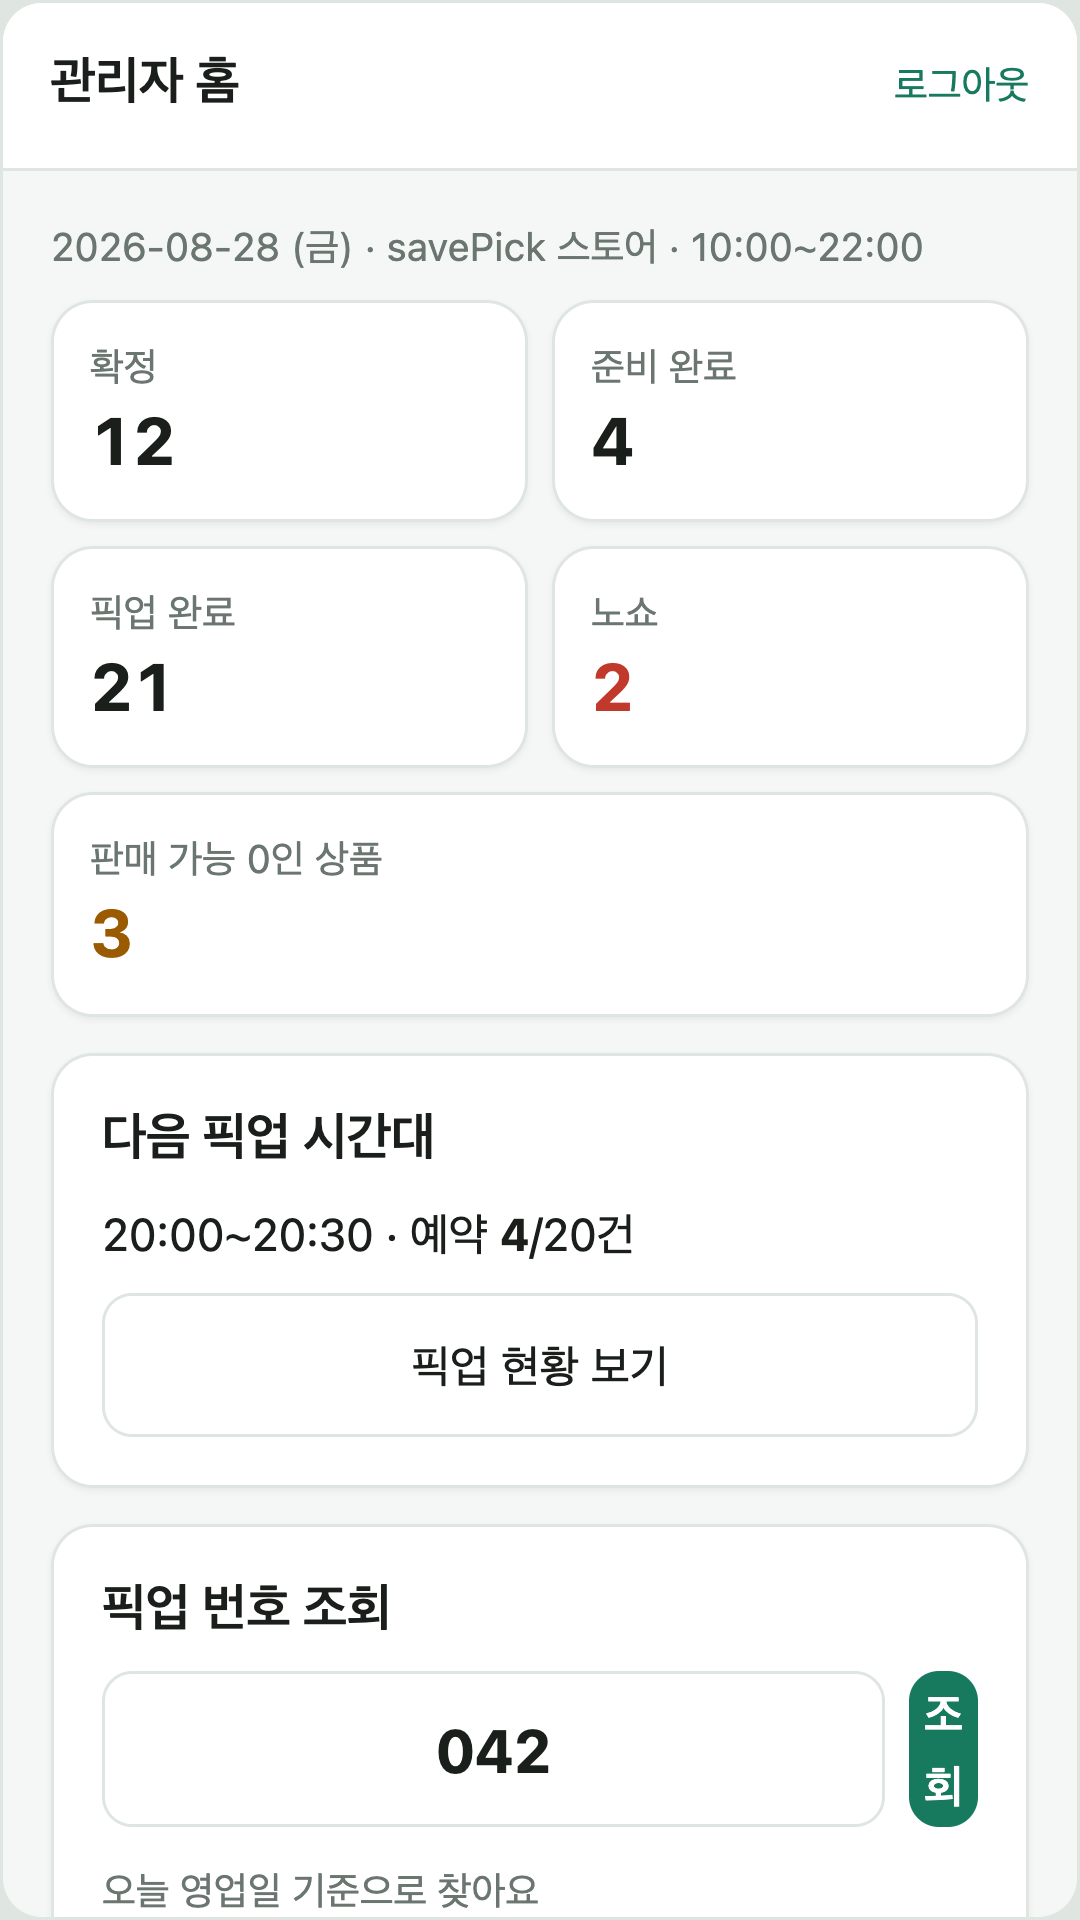 관리자 홈
로그아웃
2026-08-28 (금) · savePick 스토어 · 10:00~22:00
확정
12
준비 완료
4
픽업 완료
21
노쇼
2
판매 가능 0인 상품
3
다음 픽업 시간대
20:00~20:30 · 예약 4/20건
픽업 현황 보기
픽업 번호 조회
042
조
회
오늘 영업일 기준으로 찾아요